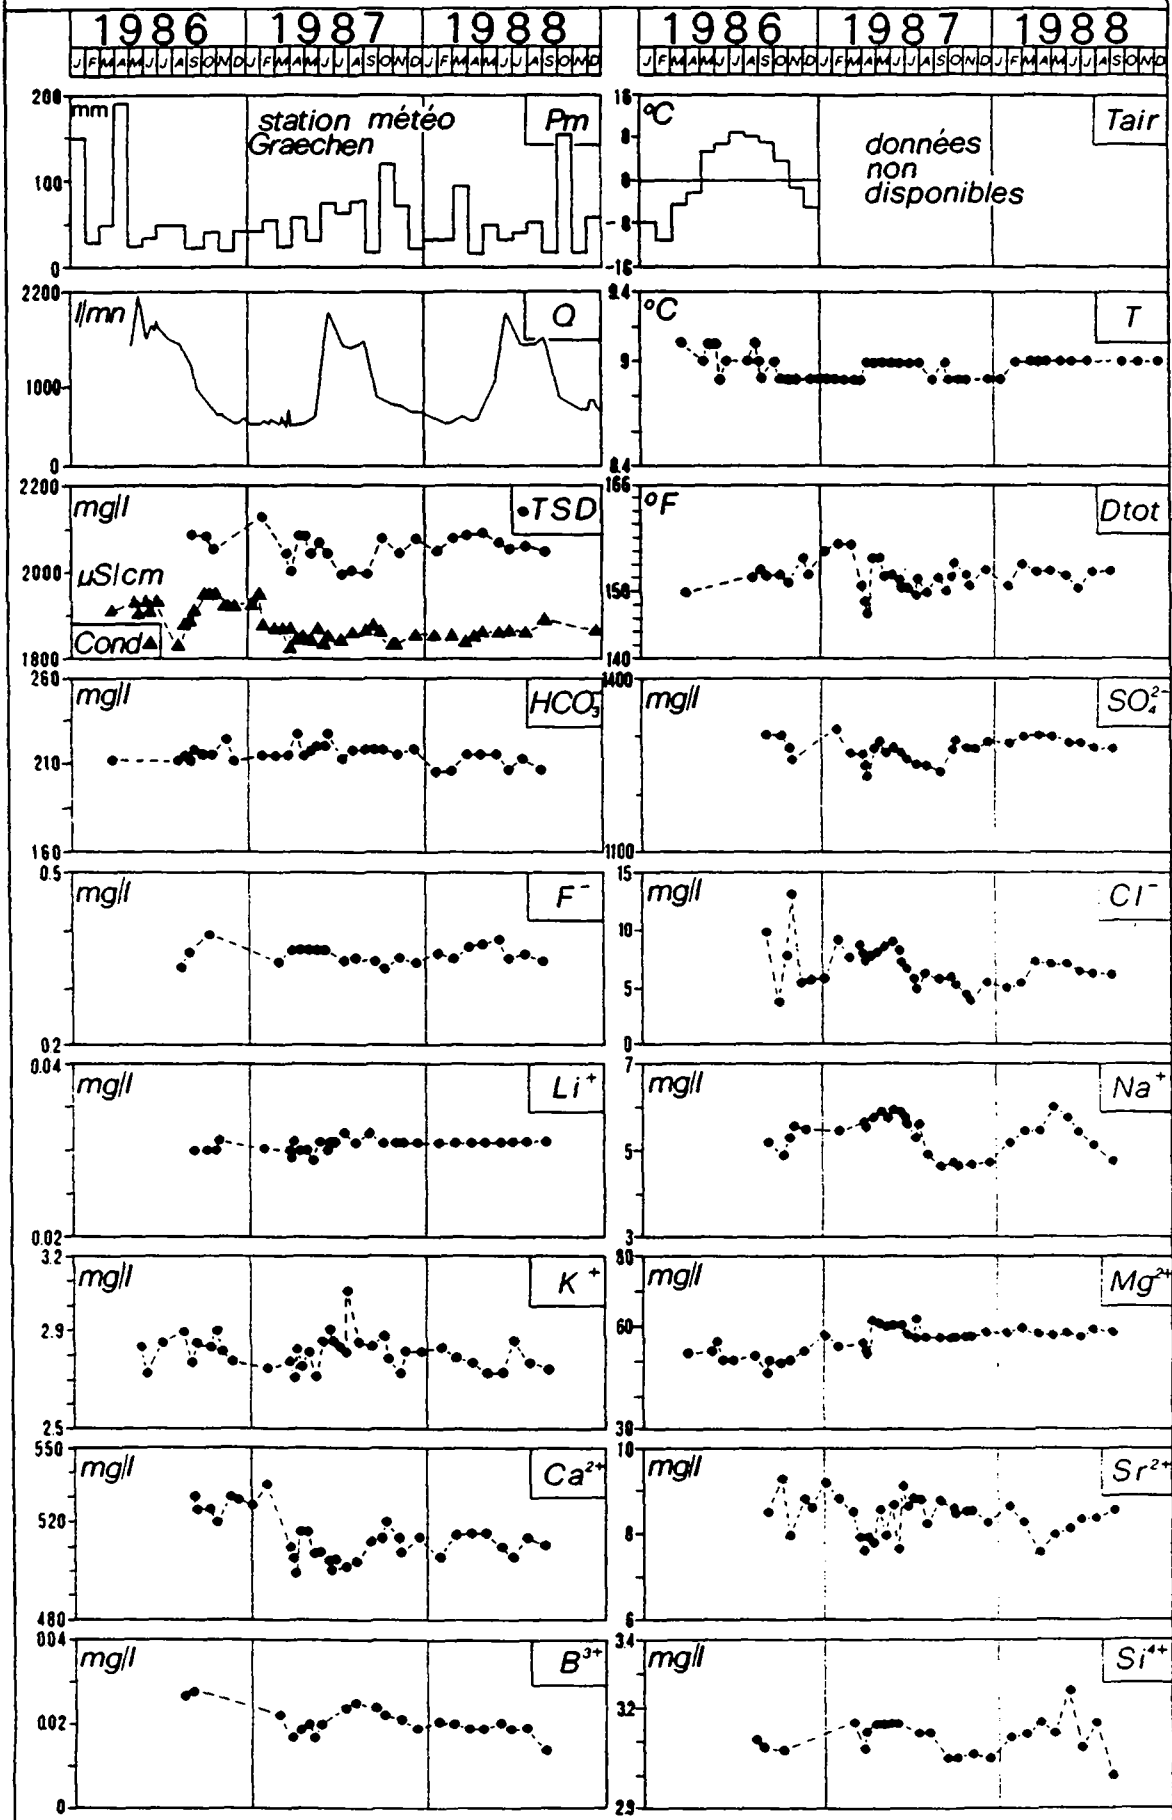 1986 1987 1988
J F M A M J J A S O N D J F M A M J J A S O N D J F M A M J J A S O N D
200
100
0
mm
station météo
Graechen
Pm
2200
1000
0
l/mn
Q
2200
2000
1800
mg/l
•TSD
µS/cm
Cond▲
260
210
160
mg/l
HCO₃⁻
0.5
0.2
mg/l
F⁻
0.04
0.02
mg/l
Li⁺
3.2
2.9
2.5
mg/l
K⁺
550
520
480
mg/l
Ca²⁺
0.04
0.02
0
mg/l
B³⁺
1986 1987 1988
J F M A M J J A S O N D J F M A M J J A S O N D J F M A M J J A S O N D
16
8
0
-8
-16
°C
données
non
disponibles
Tair
9.4
9
8.4
°C
T
166
150
140
°F
Dtot
1400
1100
mg/l
SO₄²⁻
15
10
5
0
mg/l
Cl⁻
7
5
3
mg/l
Na⁺
80
60
30
mg/l
Mg²⁺
10
8
6
mg/l
Sr²⁺
3.4
3.2
2.9
mg/l
Si⁴⁺